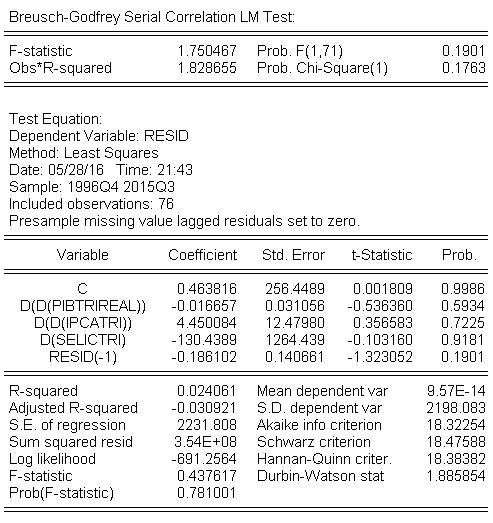 Breusch-Godfrey Serial Correlation LM Test:
F-statistic 1.750467 Prob. F(1,71) 0.1901
Obs*R-squared 1.828655 Prob. Chi-Square(1) 0.1763
Test Equation:
Dependent Variable: RESID
Method: Least Squares
Date: 05/28/16 Time: 21:43
Sample: 1996Q4 2015Q3
Included observations: 76
Presample missing value lagged residuals set to zero.
Variable Coefficient Std. Error t-Statistic Prob.
C 0.463816 256.4489 0.001809 0.9986
D(D(PIBTRIREAL)) -0.016657 0.031056 -0.536360 0.5934
D(D(IPCATRI)) 4.450084 12.47980 0.356583 0.7225
D(SELICTRI) -130.4389 1264.439 -0.103160 0.9181
RESID(-1) -0.186102 0.140661 -1.323052 0.1901
R-squared 0.024061 Mean dependent var 9.57E-14
Adjusted R-squared -0.030921 S.D. dependent var 2198.083
S.E. of regression 2231.808 Akaike info criterion 18.32254
Sum squared resid 3.54E+08 Schwarz criterion 18.47588
Log likelihood -691.2564 Hannan-Quinn criter. 18.38382
F-statistic 0.437617 Durbin-Watson stat 1.885854
Prob(F-statistic) 0.781001